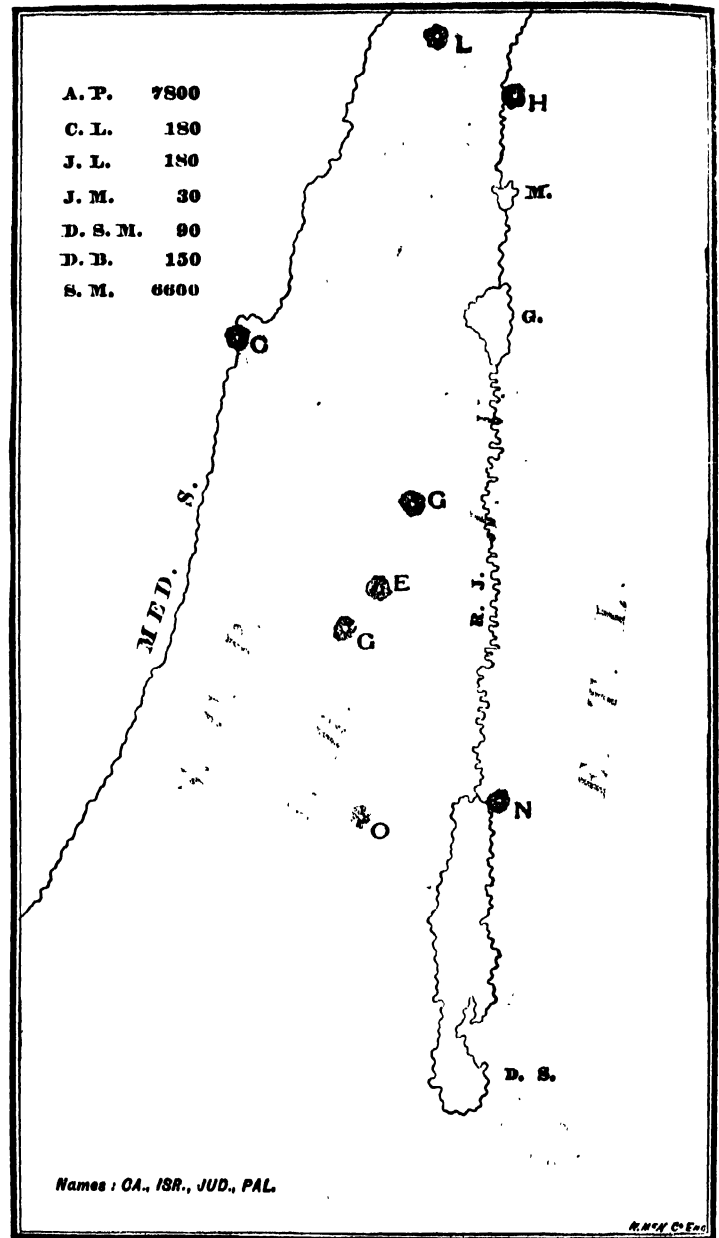 L
A. P. 7800
H
C. L. 180
J. L. 180
J. M. 30
M.
D. S. M. 90
D. B. 150
S. M. 6600
G.
C
S.
G
MED.
E
R. J.
G
E. T. L.
N
O
D. S.
Names : CA., ISR., JUD., PAL.